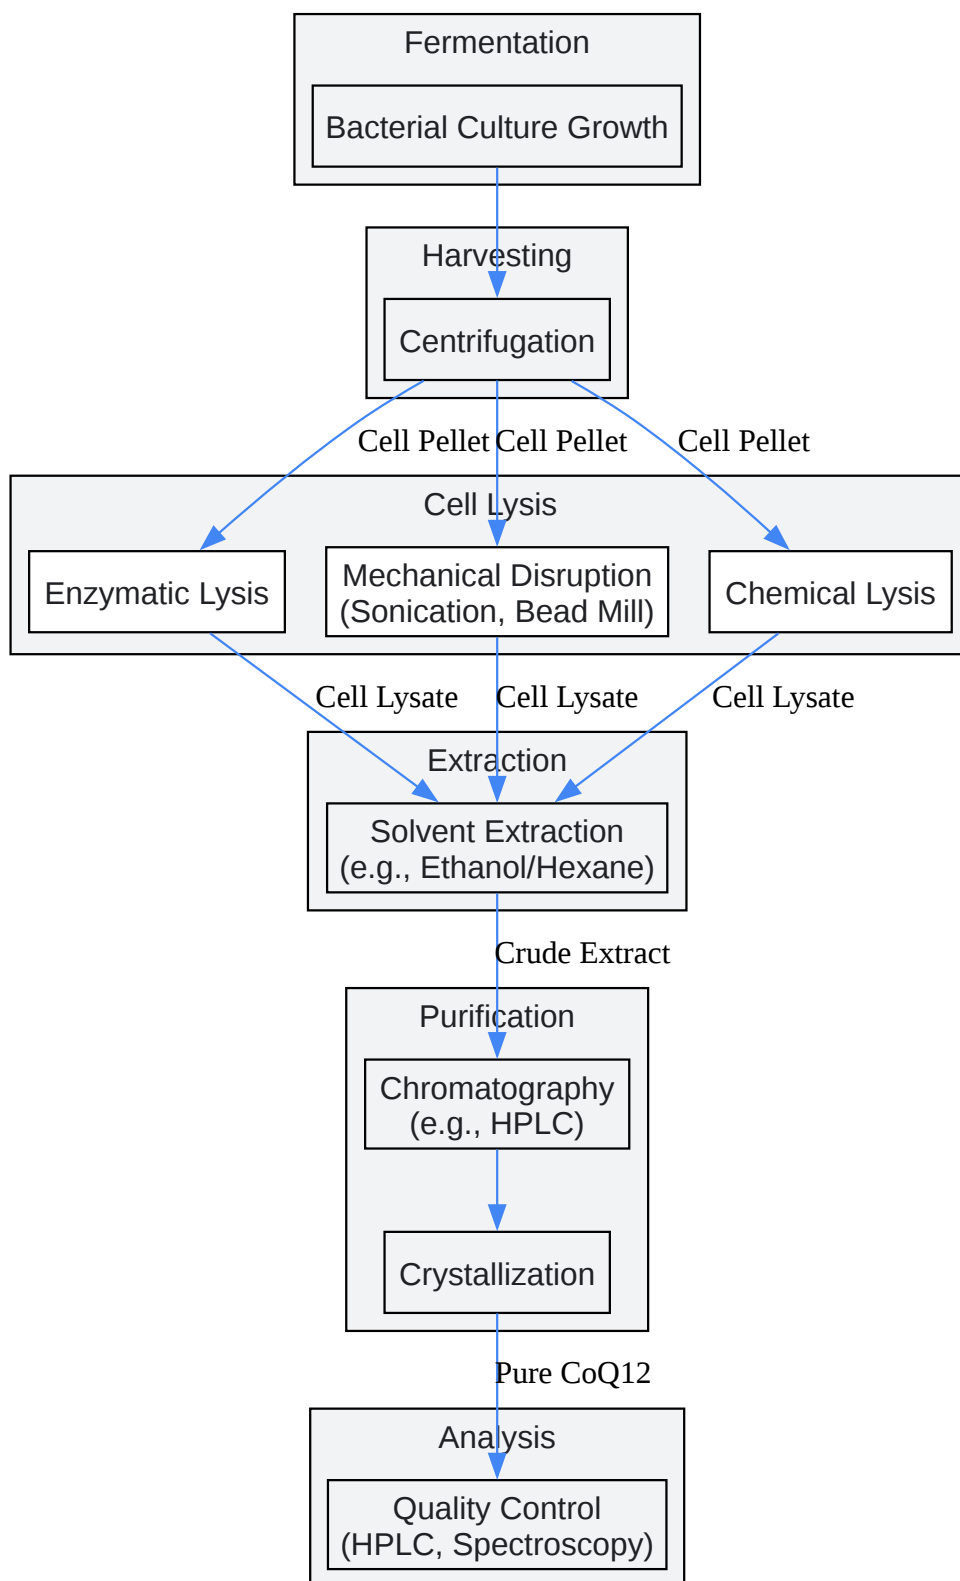 Fermentation
Bacterial Culture Growth
Harvesting
Centrifugation
Cell Pellet
Cell Pellet
Cell Pellet
Cell Lysis
Enzymatic Lysis
Mechanical Disruption
(Sonication, Bead Mill)
Chemical Lysis
Cell Lysate
Cell Lysate
Cell Lysate
Extraction
Solvent Extraction
(e.g., Ethanol/Hexane)
Crude Extract
Purification
Chromatography
(e.g., HPLC)
Crystallization
Pure CoQ12
Analysis
Quality Control
(HPLC, Spectroscopy)